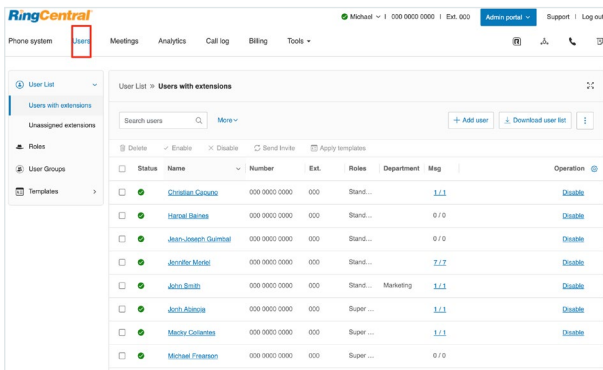 RingCentral
Michael | 000 0000 0000 | Ext. 000 Admin portal Support | Log out
Phone system Users Meetings Analytics Call log Billing Tools
User List
Users with extensions
Unassigned extensions
Roles
User Groups
Templates
User List » Users with extensions
Search users More + Add user Download user list
Delete Enable Disable Send Invite Apply templates
Status Name Number Ext. Roles Department Msg Operation
Christian Capuno 000 0000 0000 000 Stand... 1 / 1 Disable
Harpal Baines 000 0000 0000 000 Stand... 0 / 0 Disable
Jean-Joseph Guimbal 000 0000 0000 000 Stand... 0 / 0 Disable
Jennifer Meriel 000 0000 0000 000 Stand... 7 / 7 Disable
John Smith 000 0000 0000 000 Stand... Marketing 1 / 1 Disable
Jonh Abinoja 000 0000 0000 000 Super ... 1 / 1 Disable
Macky Collantes 000 0000 0000 000 Super ... 1 / 1 Disable
Michael Frearson 000 0000 0000 000 Super ... 0 / 0 Disable